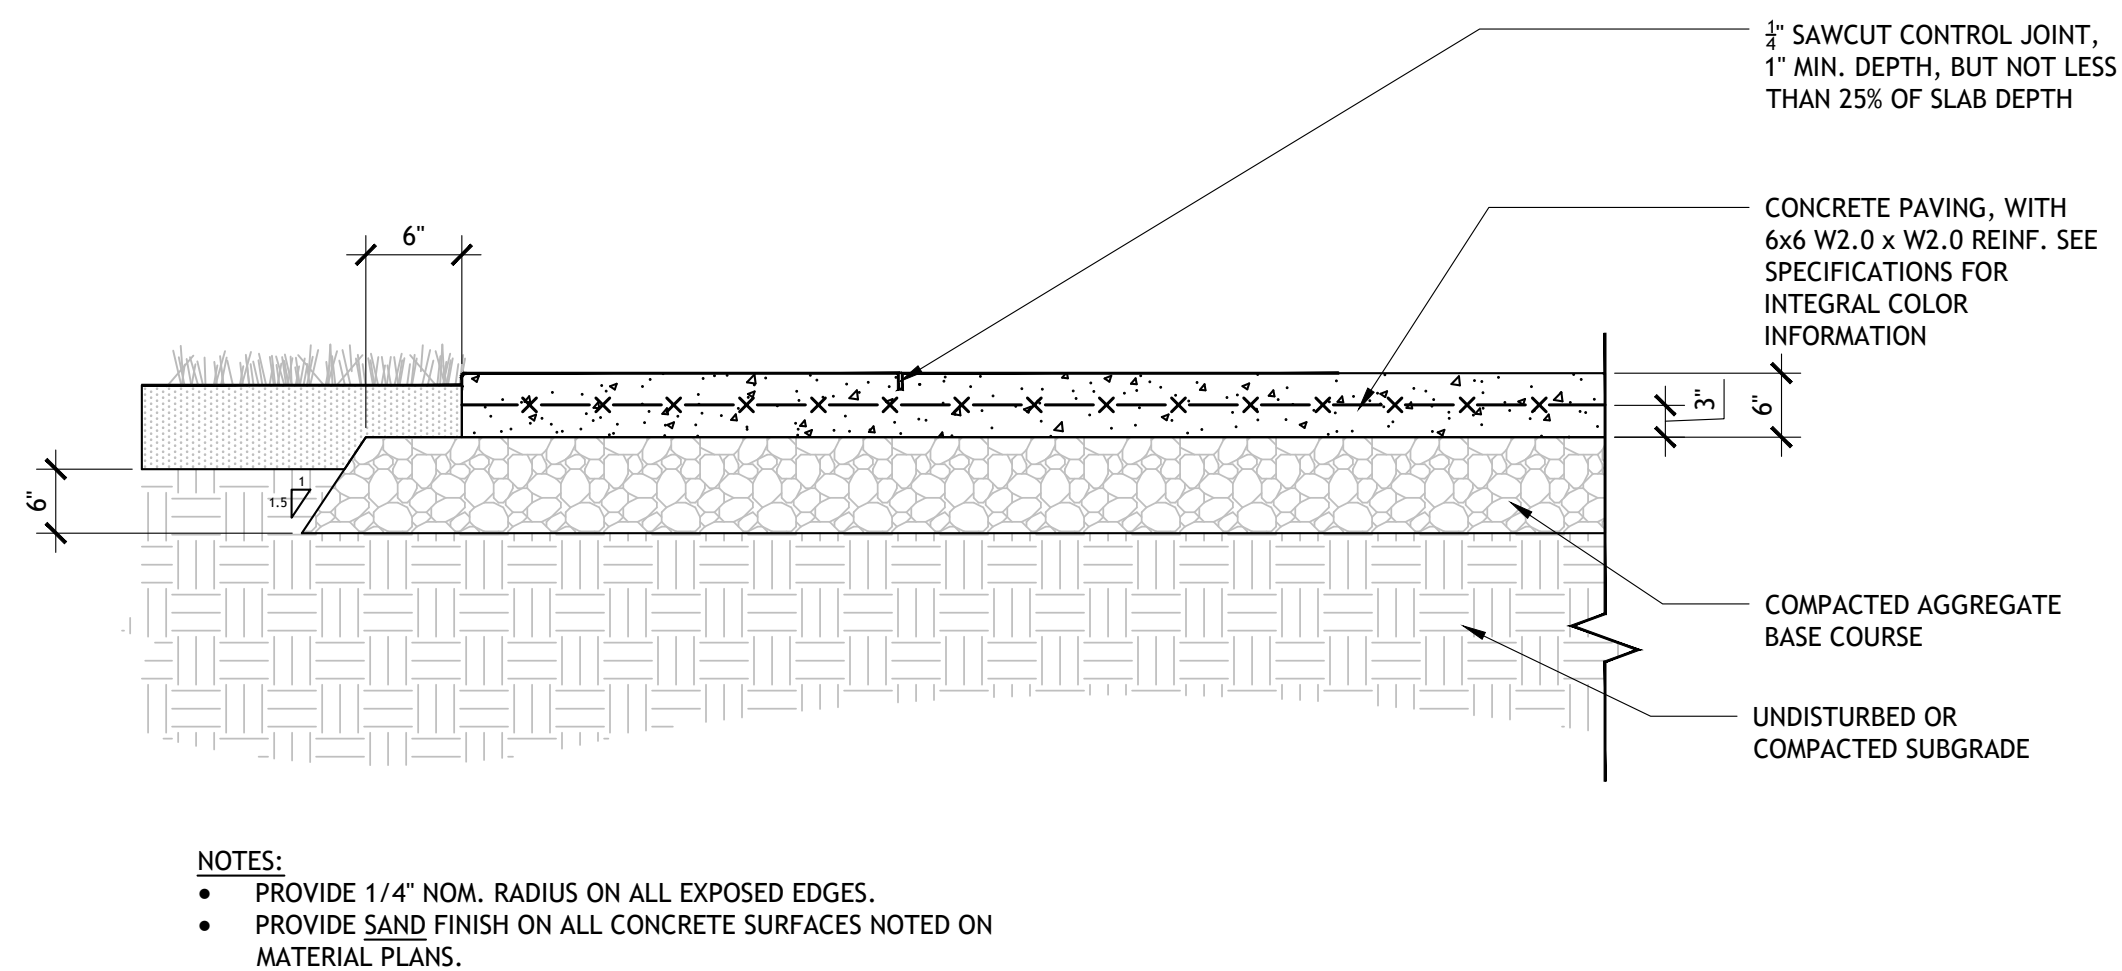 ¼" SAWCUT CONTROL JOINT,
1" MIN. DEPTH, BUT NOT LESS
THAN 25% OF SLAB DEPTH
CONCRETE PAVING, WITH
6x6 W2.0 x W2.0 REINF. SEE
SPECIFICATIONS FOR
INTEGRAL COLOR
INFORMATION
6"
3"
6"
6"
1
1.5
COMPACTED AGGREGATE
BASE COURSE
UNDISTURBED OR
COMPACTED SUBGRADE
NOTES:
• PROVIDE 1/4" NOM. RADIUS ON ALL EXPOSED EDGES.
• PROVIDE SAND FINISH ON ALL CONCRETE SURFACES NOTED ON
MATERIAL PLANS.